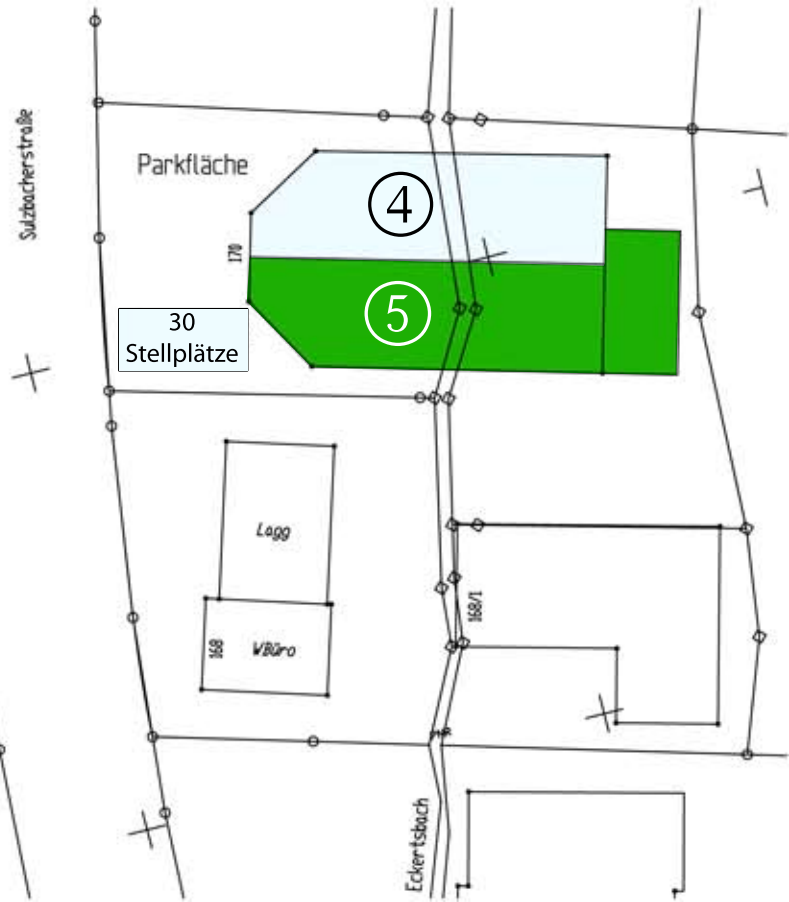 Sulzbacherstraße
Parkfläche
④
170
⑤
30
Stellplätze
Lagg
168/1
168
WBüro
Eckertsbach